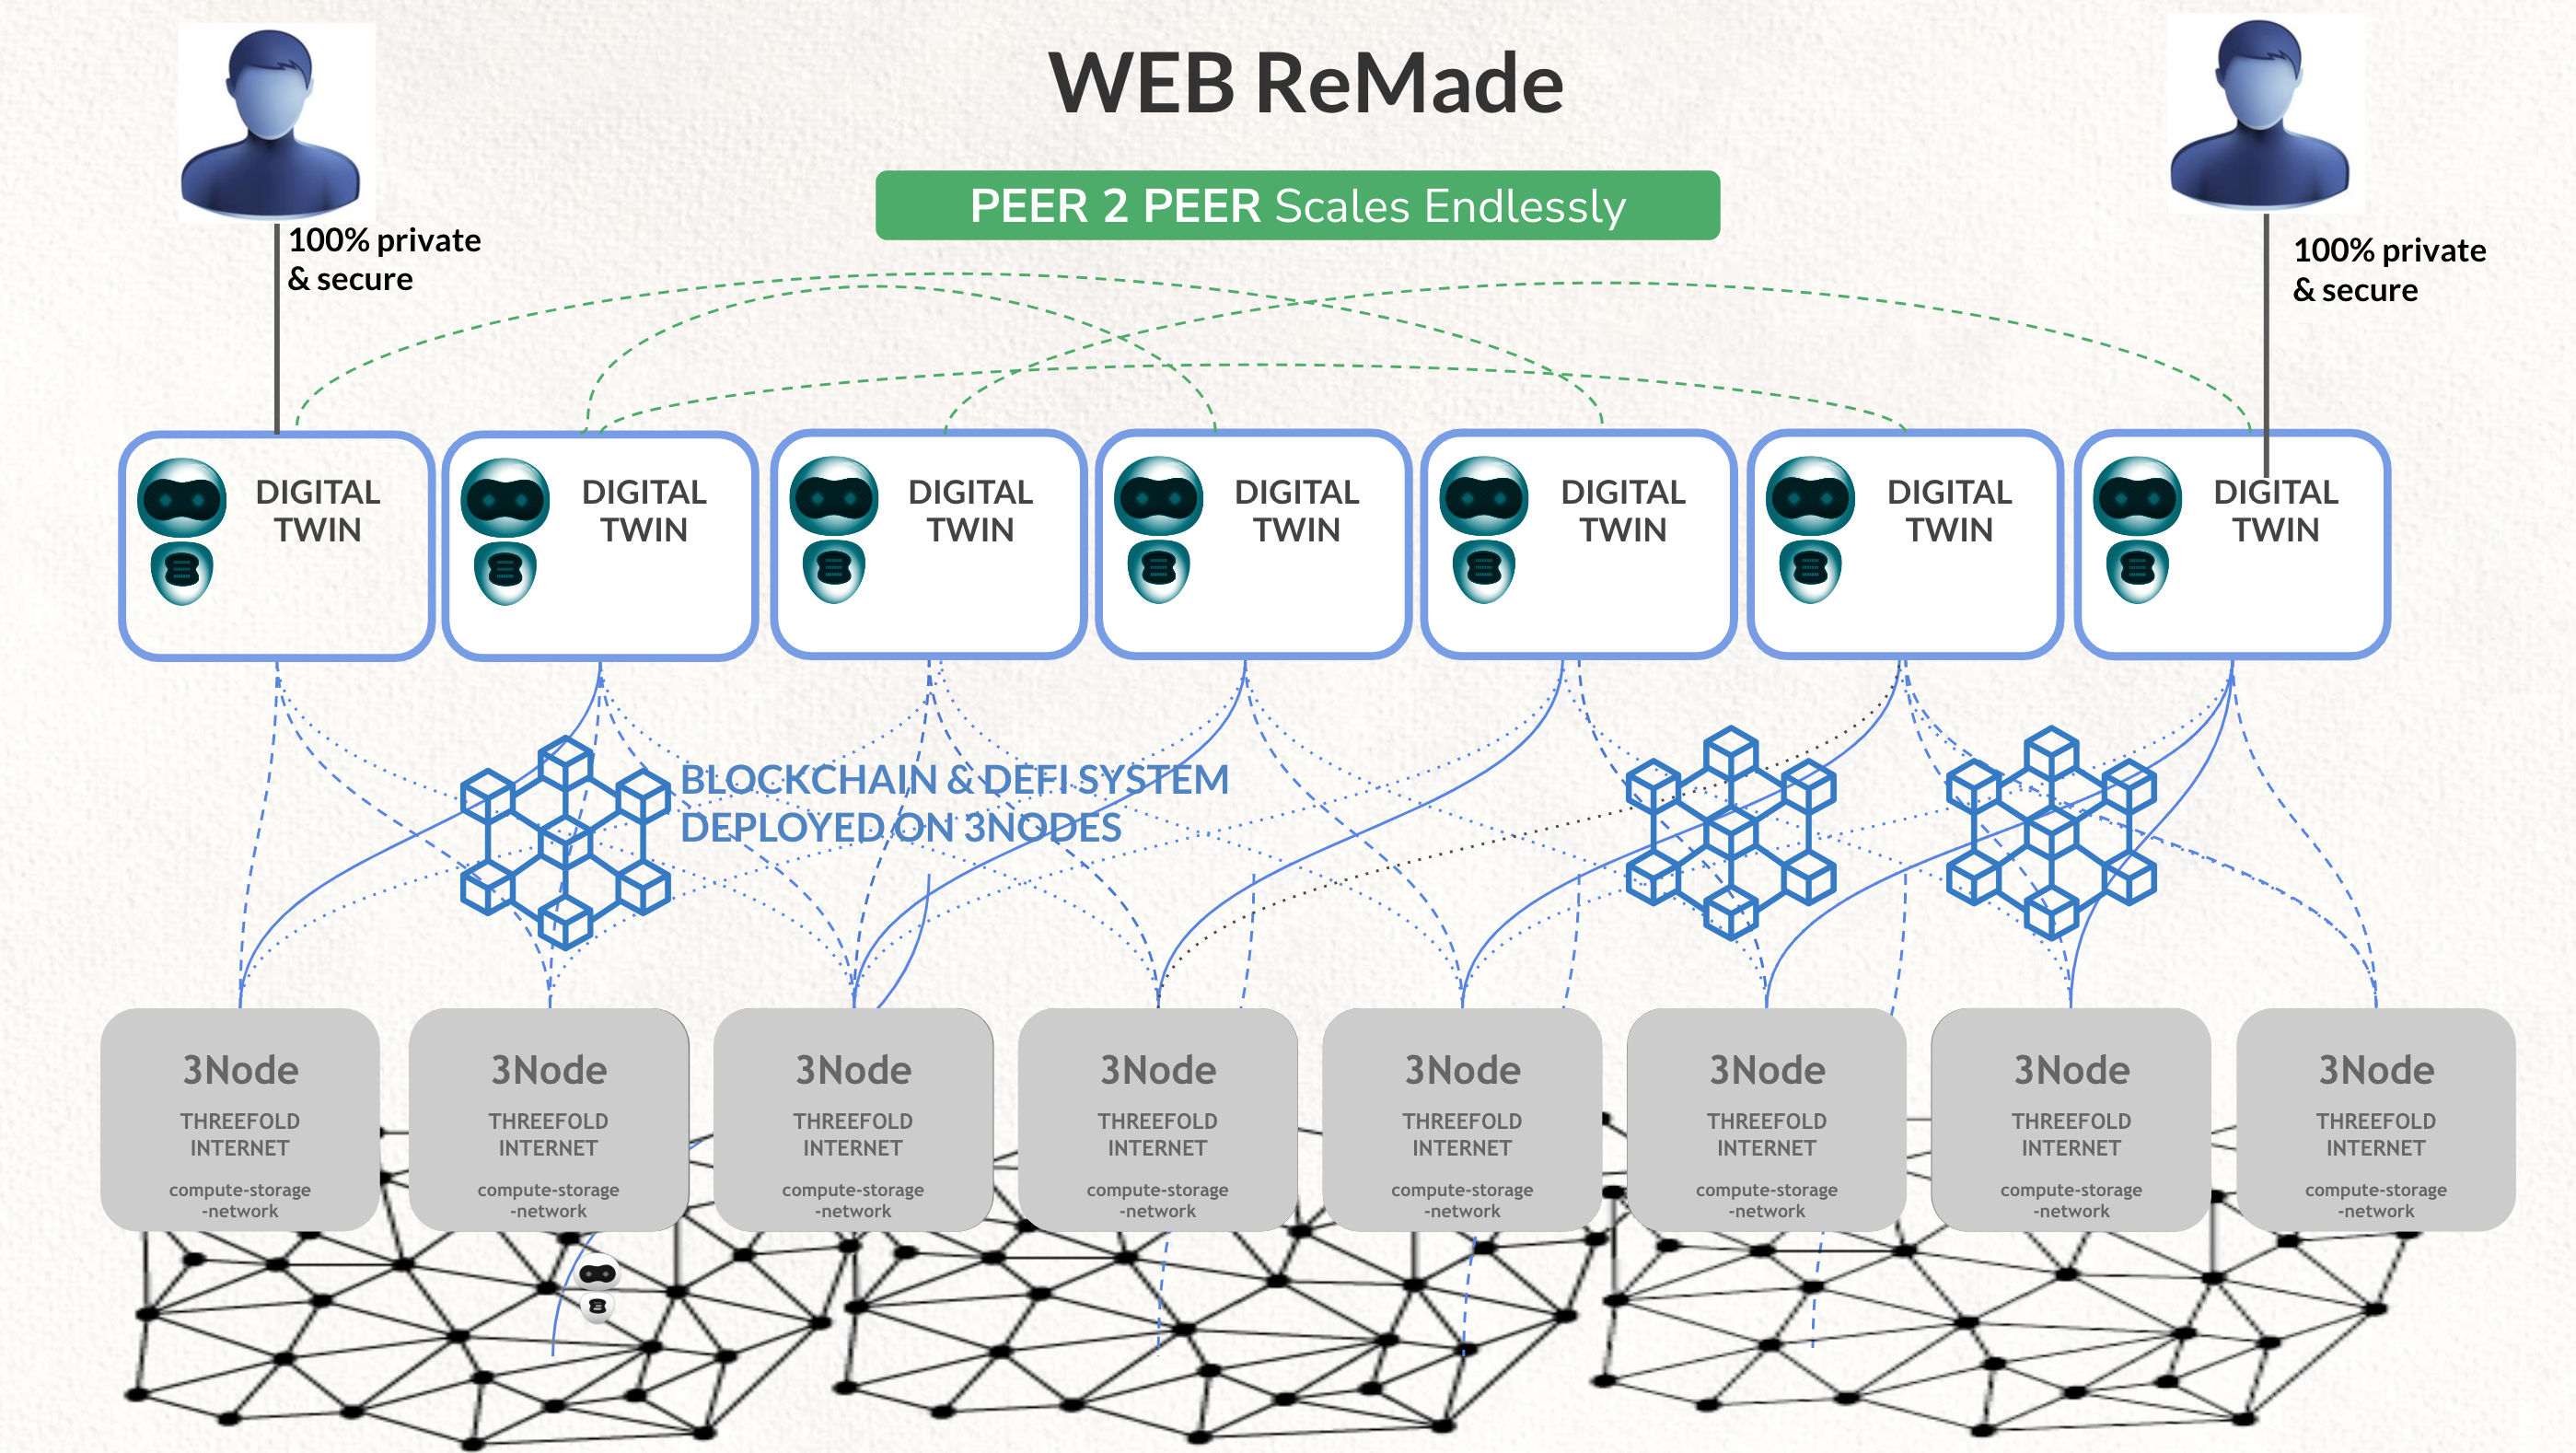 WEB ReMade
PEER 2 PEER Scales Endlessly
100% private
& secure
100% private
& secure
DIGITAL
TWIN
DIGITAL
TWIN
DIGITAL
TWIN
DIGITAL
TWIN
DIGITAL
TWIN
DIGITAL
TWIN
DIGITAL
TWIN
BLOCKCHAIN & DEFI SYSTEM
DEPLOYED ON 3NODES
3Node
THREEFOLD
INTERNET
compute-storage
-network
3Node
THREEFOLD
INTERNET
compute-storage
-network
3Node
THREEFOLD
INTERNET
compute-storage
-network
3Node
THREEFOLD
INTERNET
compute-storage
-network
3Node
THREEFOLD
INTERNET
compute-storage
-network
3Node
THREEFOLD
INTERNET
compute-storage
-network
3Node
THREEFOLD
INTERNET
compute-storage
-network
3Node
THREEFOLD
INTERNET
compute-storage
-network